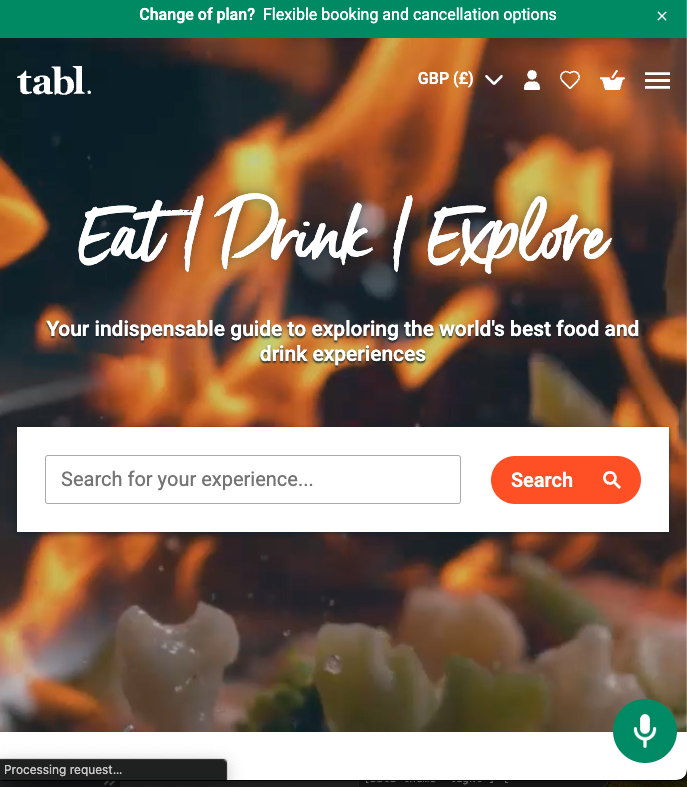 Change of plan? Flexible booking and cancellation options ×
tabl.
GBP (£)
Eat | Drink | Explore
Your indispensable guide to exploring the world's best food and
drink experiences
Search for your experience...
Search
Processing request...